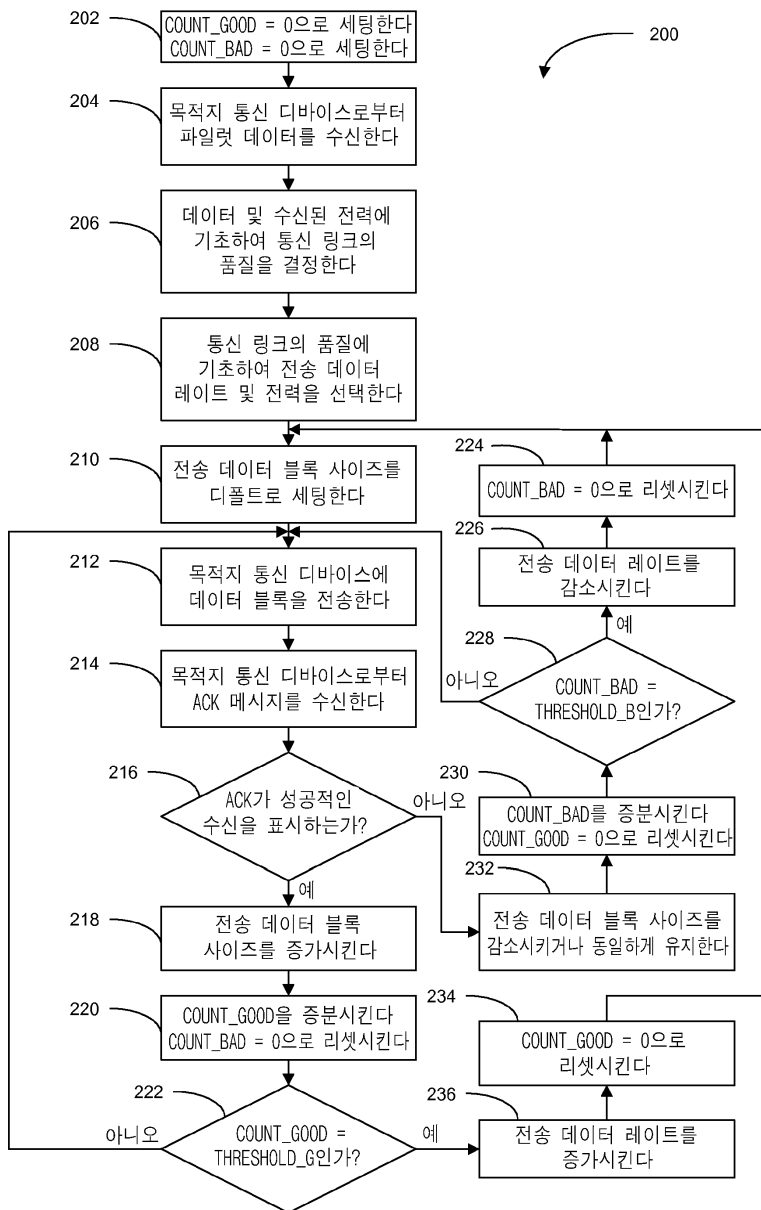 202
COUNT_GOOD = 0으로 세팅한다
COUNT_BAD = 0으로 세팅한다
200
204
목적지 통신 디바이스로부터
파일럿 데이터를 수신한다
206
데이터 및 수신된 전력에
기초하여 통신 링크의
품질을 결정한다
208
통신 링크의 품질에
기초하여 전송 데이터
레이트 및 전력을 선택한다
210
전송 데이터 블록 사이즈를
디폴트로 세팅한다
212
목적지 통신 디바이스에
데이터 블록을 전송한다
214
목적지 통신 디바이스로부터
ACK 메시지를 수신한다
216
ACK가 성공적인
수신을 표시하는가?
아니오
예
218
전송 데이터 블록
사이즈를 증가시킨다
220
COUNT_GOOD을 증분시킨다
COUNT_BAD = 0으로 리셋시킨다
222
아니오
COUNT_GOOD =
THRESHOLD_G인가?
예
224
COUNT_BAD = 0으로 리셋시킨다
226
전송 데이터 레이트를
감소시킨다
예
228
아니오
COUNT_BAD =
THRESHOLD_B인가?
230
COUNT_BAD를 증분시킨다
COUNT_GOOD = 0으로 리셋시킨다
232
전송 데이터 블록 사이즈를
감소시키거나 동일하게 유지한다
234
COUNT_GOOD = 0으로
리셋시킨다
236
전송 데이터 레이트를
증가시킨다